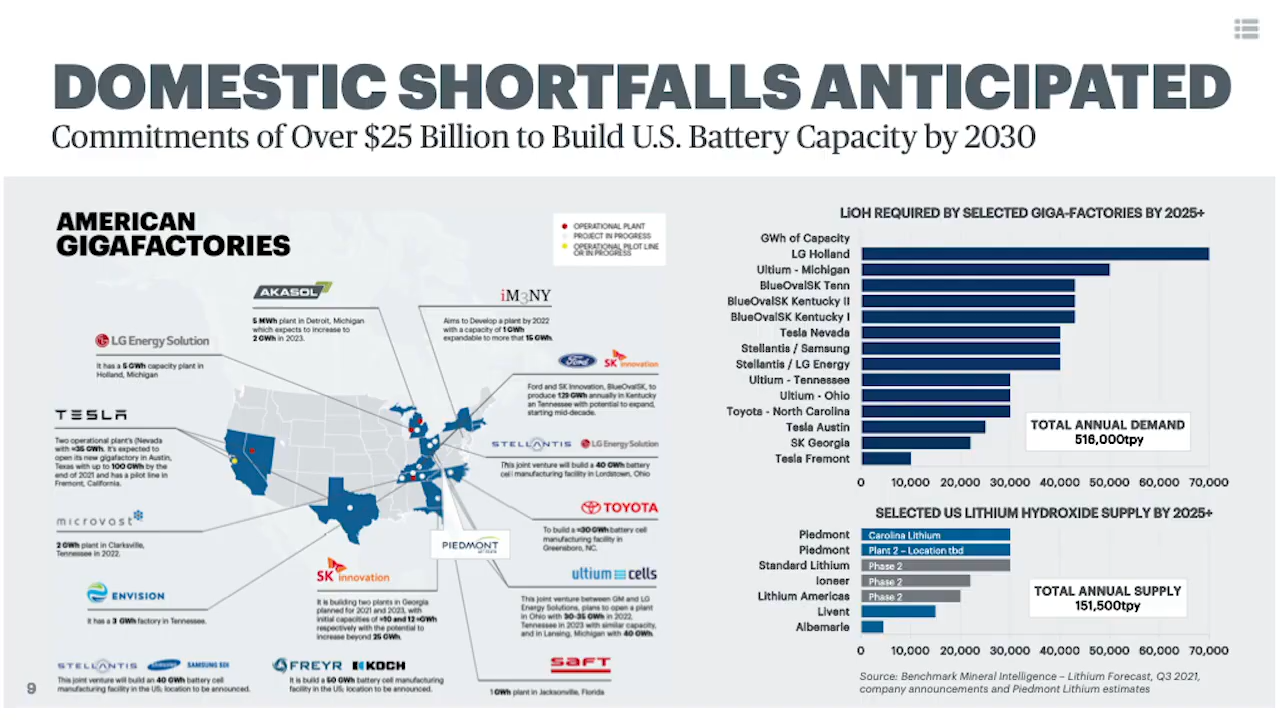 DOMESTIC SHORTFALLS ANTICIPATED
Commitments of Over $25 Billion to Build U.S. Battery Capacity by 2030
AMERICAN
GIGAFACTORIES
OPERATIONAL PLANT
PROJECT IN PROGRESS
OPERATIONAL PILOT LINE
OR IN PROGRESS
AKASOL
5 MWh plant in Detroit, Michigan
which expects to increase to
2 GWh in 2023.
iM3NY
Aims to Develop a plant by 2022
with a capacity of 1 GWh
expandable to more that 15 GWh.
LG Energy Solution
It has a 5 GWh capacity plant in
Holland, Michigan
Ford
SK innovation
Ford and SK Innovation, BlueOvalSK, to
produce 129 GWh annually in Kentucky
an Tennessee with potential to expand,
starting mid-decade.
TESLA
Two operational plant's (Nevada
with ≈35 GWh. It's expected to
open its new gigafactory in Austin,
Texas with up to 100 GWh by the
end of 2021 and has a pilot line in
Fremont, California.
STELLANTIS
LG Energy Solution
This joint venture will build a 40 GWh battery
cell manufacturing facility in Lordstown, Ohio
microvast
2 GWh plant in Clarksville,
Tennessee in 2022.
TOYOTA
To build a ≈30 GWh battery cell
manufacturing facility in
Greensboro, NC.
PIEDMONT
LITHIUM
ENVISION
It has a 3 GWh factory in Tennessee.
SK innovation
It is building two plants in Georgia
planned for 2021 and 2023, with
initial capacities of ≈10 and 12 ≈GWh
respectively with the potential to
increase beyond 25 GWh.
ultium cells
This joint venture between GM and LG
Energy Solutions, plans to open a plant
in Ohio with 30-35 GWh in 2022,
Tennessee in 2023 with similar capacity,
and in Lansing, Michigan with 40 GWh.
STELLANTIS
SAMSUNG
SAMSUNG SDI
This joint venture will build an 40 GWh battery cell
manufacturing facility in the US; location to be announced.
FREYR
KOCH
It is build a 50 GWh battery cell manufacturing
facility in the US; location to be announced.
saft
1 GWh plant in Jacksonville, Florida
9
LiOH REQUIRED BY SELECTED GIGA-FACTORIES BY 2025+
GWh of Capacity
LG Holland
Ultium - Michigan
BlueOvalSK Tenn
BlueOvalSK Kentucky II
BlueOvalSK Kentucky I
Tesla Nevada
Stellantis / Samsung
Stellantis / LG Energy
Ultium - Tennessee
Ultium - Ohio
Toyota - North Carolina
Tesla Austin
SK Georgia
Tesla Fremont
TOTAL ANNUAL DEMAND
516,000tpy
0 10,000 20,000 30,000 40,000 50,000 60,000 70,000
SELECTED US LITHIUM HYDROXIDE SUPPLY BY 2025+
Piedmont Carolina Lithium
Piedmont Plant 2 – Location tbd
Standard Lithium
Ioneer Phase 2
Lithium Americas Phase 2
Livent
Albemarle
TOTAL ANNUAL SUPPLY
151,500tpy
0 10,000 20,000 30,000 40,000 50,000 60,000 70,000
Source: Benchmark Mineral Intelligence – Lithium Forecast, Q3 2021,
company announcements and Piedmont Lithium estimates